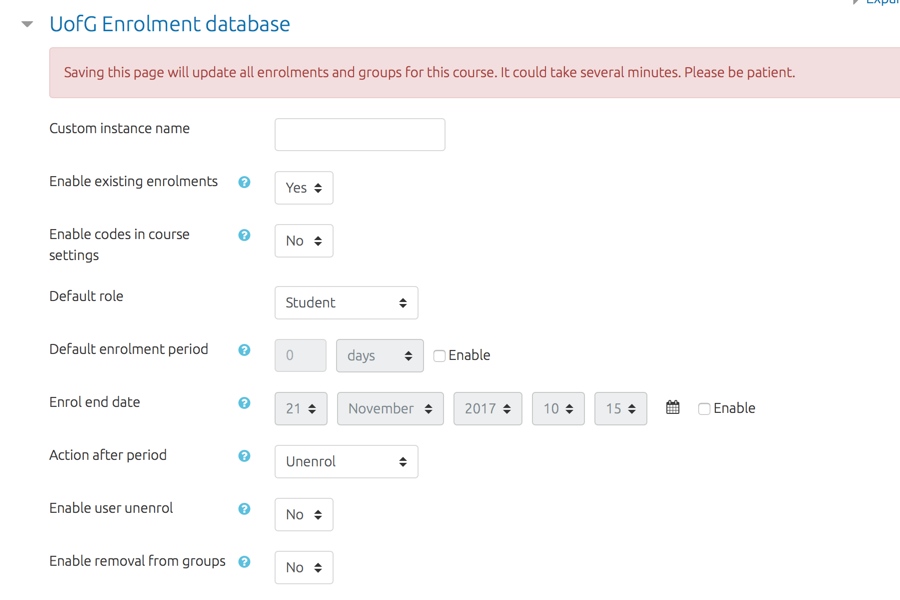 UofG Enrolment database
Saving this page will update all enrolments and groups for this course. It could take several minutes. Please be patient.
Custom instance name
Enable existing enrolments ? Yes
Enable codes in course ? No
settings
Default role Student
Default enrolment period ? 0 days Enable
Enrol end date ? 21 November 2017 10 15 Enable
Action after period ? Unenrol
Enable user unenrol ? No
Enable removal from groups ? No